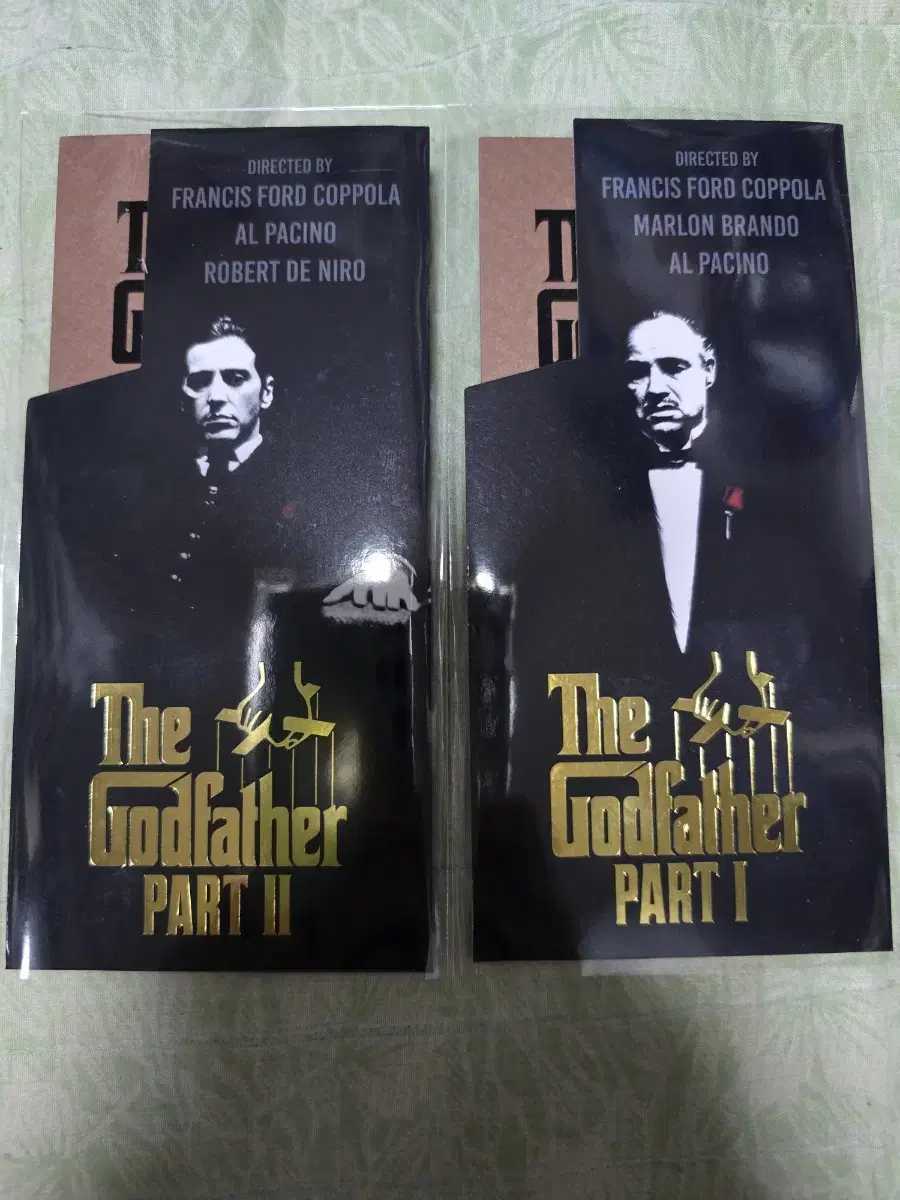 DIRECTED BY
FRANCIS FORD COPPOLA
AL PACINO
ROBERT DE NIRO
The
Godfather
PART II
DIRECTED BY
FRANCIS FORD COPPOLA
MARLON BRANDO
AL PACINO
The
Godfather
PART I